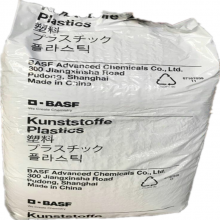 Plastics
塑料
プラスチック
플라스틱
BASF Advanced Chemicals Co., Ltd.
300 Jiangxinsha Road
Pudong, Shanghai
Made in China
BASF
Kunststoffe
Plastics
塑料
プラスチック
플라스틱
BASF Advanced Chemicals Co., Ltd.
300 Jiangxinsha Road
Pudong, Shanghai
Made in China